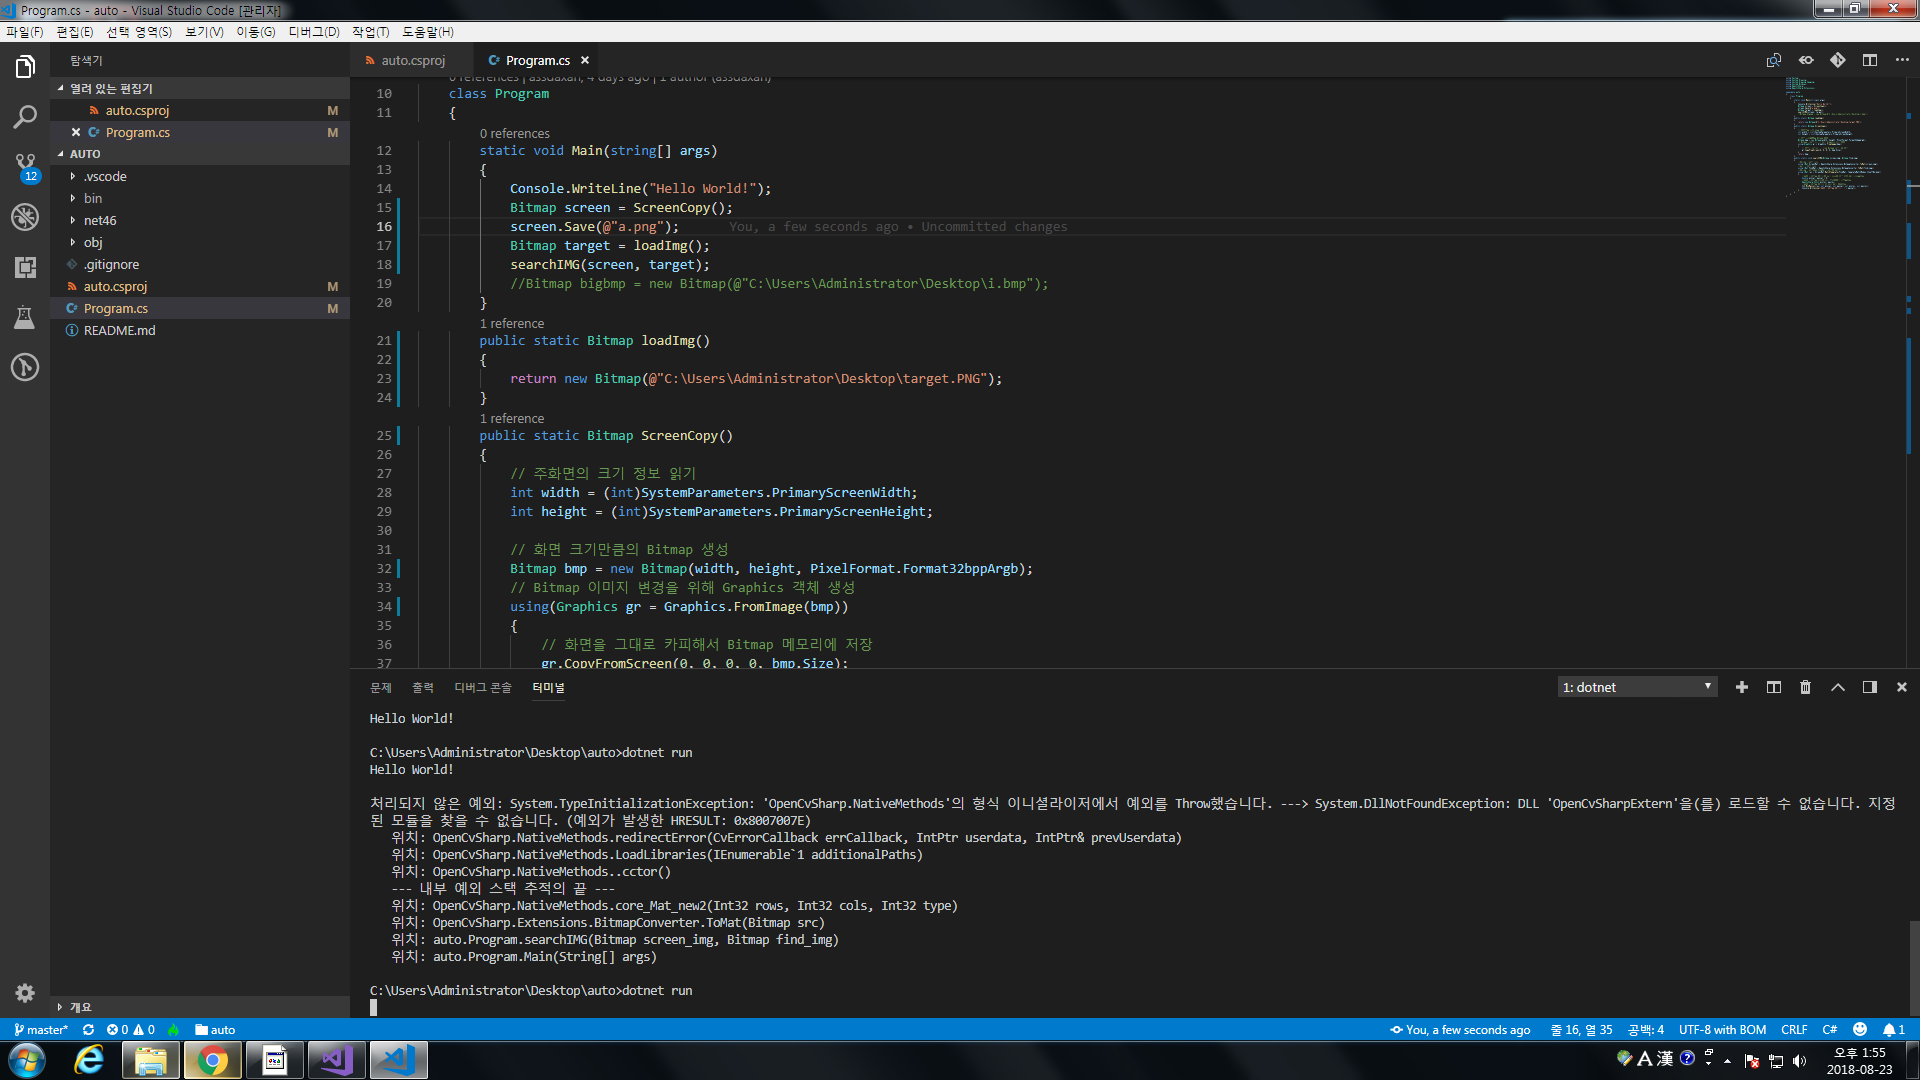 Program.cs - auto - Visual Studio Code [관리자]
파일(F) 편집(E) 선택 영역(S) 보기(V) 이동(G) 디버그(D) 작업(T) 도움말(H)
탐색기
열려 있는 편집기
auto.csproj M
Program.cs M
AUTO
.vscode
bin
net46
obj
.gitignore
auto.csproj M
Program.cs M
README.md
12
개요
auto.csproj
Program.cs
0 references | assdaxan, 4 days ago | 1 author (assdaxan)
10 class Program
11 {
0 references
12 static void Main(string[] args)
13 {
14 Console.WriteLine("Hello World!");
15 Bitmap screen = ScreenCopy();
16 screen.Save(@"a.png"); You, a few seconds ago • Uncommitted changes
17 Bitmap target = loadImg();
18 searchIMG(screen, target);
19 //Bitmap bigbmp = new Bitmap(@"C:\Users\Administrator\Desktop\i.bmp");
20 }
1 reference
21 public static Bitmap loadImg()
22 {
23 return new Bitmap(@"C:\Users\Administrator\Desktop\target.PNG");
24 }
1 reference
25 public static Bitmap ScreenCopy()
26 {
27 // 주화면의 크기 정보 읽기
28 int width = (int)SystemParameters.PrimaryScreenWidth;
29 int height = (int)SystemParameters.PrimaryScreenHeight;
30
31 // 화면 크기만큼의 Bitmap 생성
32 Bitmap bmp = new Bitmap(width, height, PixelFormat.Format32bppArgb);
33 // Bitmap 이미지 변경을 위해 Graphics 객체 생성
34 using(Graphics gr = Graphics.FromImage(bmp))
35 {
36 // 화면을 그대로 카피해서 Bitmap 메모리에 저장
37 gr.CopyFromScreen(0, 0, 0, 0, bmp.Size);
문제 출력 디버그 콘솔 터미널 1: dotnet
Hello World!
C:\Users\Administrator\Desktop\auto>dotnet run
Hello World!
처리되지 않은 예외: System.TypeInitializationException: 'OpenCvSharp.NativeMethods'의 형식 이니셜라이저에서 예외를 Throw했습니다. ---> System.DllNotFoundException: DLL 'OpenCvSharpExtern'을(를) 로드할 수 없습니다. 지정
된 모듈을 찾을 수 없습니다. (예외가 발생한 HRESULT: 0x8007007E)
위치: OpenCvSharp.NativeMethods.redirectError(CvErrorCallback errCallback, IntPtr userdata, IntPtr& prevUserdata)
위치: OpenCvSharp.NativeMethods.LoadLibraries(IEnumerable`1 additionalPaths)
위치: OpenCvSharp.NativeMethods..cctor()
--- 내부 예외 스택 추적의 끝 ---
위치: OpenCvSharp.NativeMethods.core_Mat_new2(Int32 rows, Int32 cols, Int32 type)
위치: OpenCvSharp.Extensions.BitmapConverter.ToMat(Bitmap src)
위치: auto.Program.searchIMG(Bitmap screen_img, Bitmap find_img)
위치: auto.Program.Main(String[] args)
C:\Users\Administrator\Desktop\auto>dotnet run
master* 0 0 auto You, a few seconds ago 줄 16, 열 35 공백: 4 UTF-8 with BOM CRLF C# 1
A 漢
오후 1:55
2018-08-23